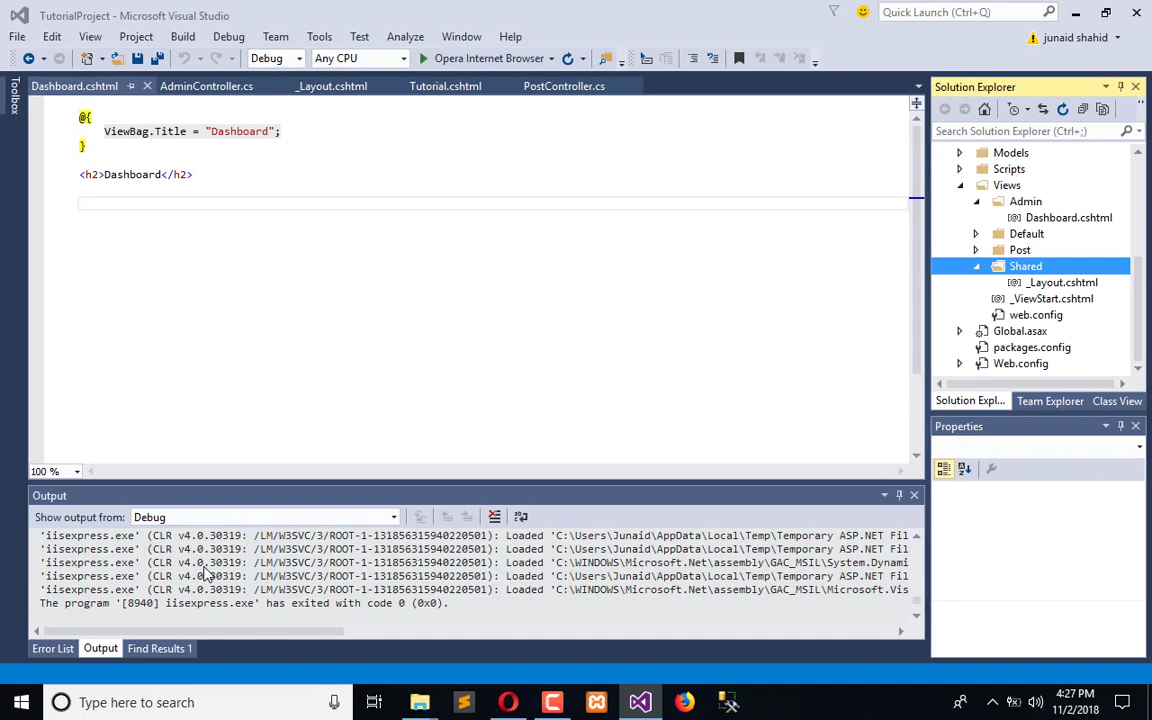 TutorialProject - Microsoft Visual Studio
Quick Launch (Ctrl+;)
File Edit View Project Build Debug Team Tools Test Analyze Window Help
junaid shahid
Debug Any CPU Opera Internet Browser
Toolbox
Dashboard.cshtml AdminController.cs _Layout.cshtml Tutorial.cshtml PostController.cs
@{
ViewBag.Title = "Dashboard";
}
<h2>Dashboard</h2>
100 %
Solution Explorer
Search Solution Explorer (Ctrl+;)
Models
Scripts
Views
Admin
Dashboard.cshtml
Default
Post
Shared
_Layout.cshtml
_ViewStart.cshtml
web.config
Global.asax
packages.config
Web.config
Solution Expl... Team Explorer Class View
Properties
Output
Show output from: Debug
'iisexpress.exe' (CLR v4.0.30319: /LM/W3SVC/3/ROOT-1-131856315940220501): Loaded 'C:\Users\Junaid\AppData\Local\Temp\Temporary ASP.NET Fil
'iisexpress.exe' (CLR v4.0.30319: /LM/W3SVC/3/ROOT-1-131856315940220501): Loaded 'C:\Users\Junaid\AppData\Local\Temp\Temporary ASP.NET Fil
'iisexpress.exe' (CLR v4.0.30319: /LM/W3SVC/3/ROOT-1-131856315940220501): Loaded 'C:\WINDOWS\Microsoft.Net\assembly\GAC_MSIL\System.Dynami
'iisexpress.exe' (CLR v4.0.30319: /LM/W3SVC/3/ROOT-1-131856315940220501): Loaded 'C:\Users\Junaid\AppData\Local\Temp\Temporary ASP.NET Fil
'iisexpress.exe' (CLR v4.0.30319: /LM/W3SVC/3/ROOT-1-131856315940220501): Loaded 'C:\WINDOWS\Microsoft.Net\assembly\GAC_MSIL\Microsoft.Vis
The program '[8940] iisexpress.exe' has exited with code 0 (0x0).
Error List Output Find Results 1
Type here to search
4:27 PM
11/2/2018